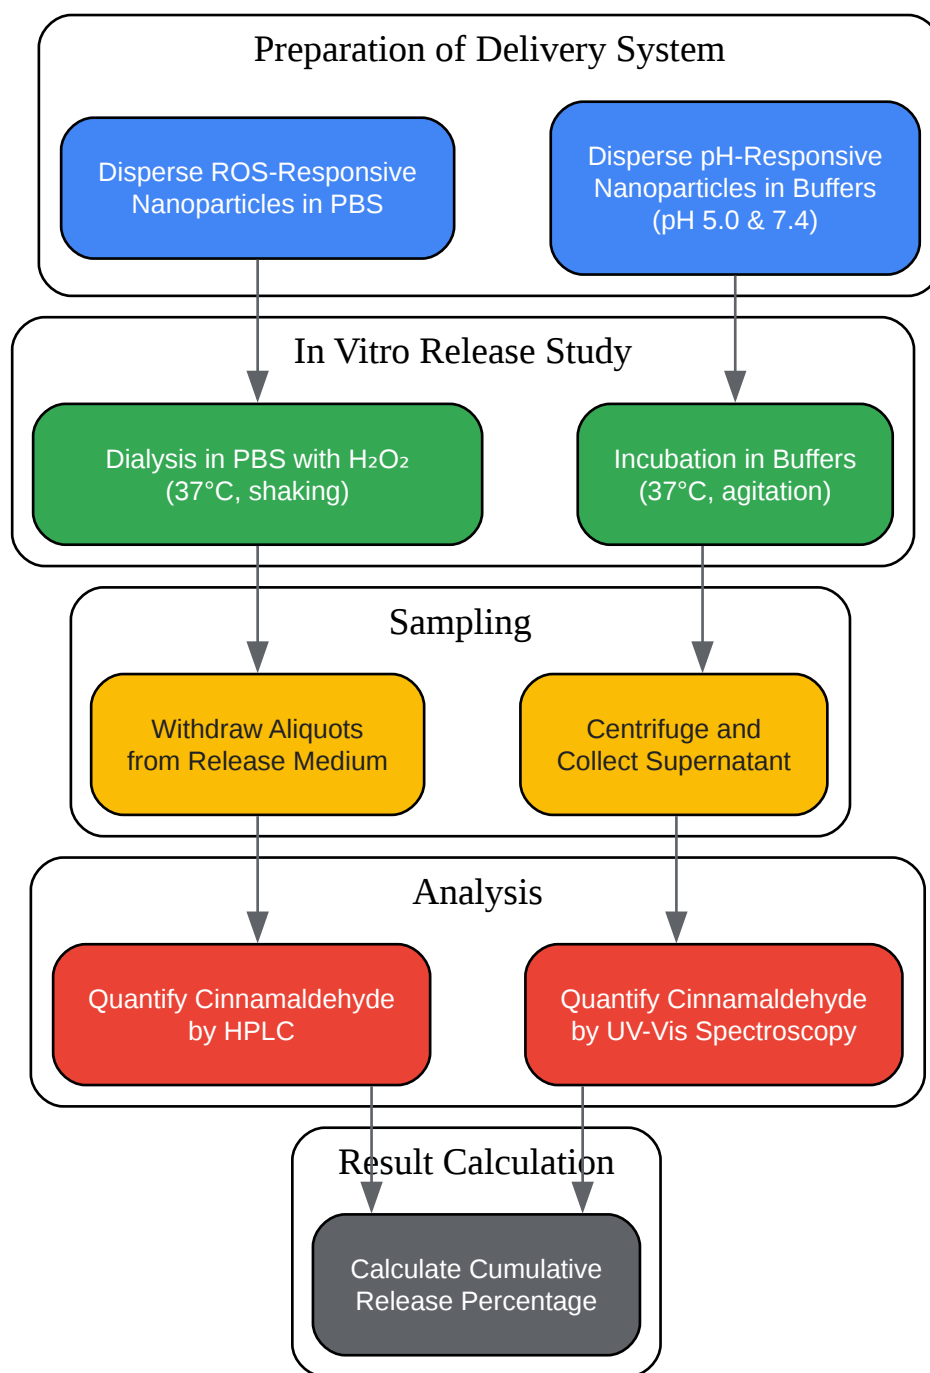 Preparation of Delivery System
Disperse ROS-Responsive
Nanoparticles in PBS
Disperse pH-Responsive
Nanoparticles in Buffers
(pH 5.0 & 7.4)
In Vitro Release Study
Dialysis in PBS with H₂O₂
(37°C, shaking)
Incubation in Buffers
(37°C, agitation)
Sampling
Withdraw Aliquots
from Release Medium
Centrifuge and
Collect Supernatant
Analysis
Quantify Cinnamaldehyde
by HPLC
Quantify Cinnamaldehyde
by UV-Vis Spectroscopy
Result Calculation
Calculate Cumulative
Release Percentage